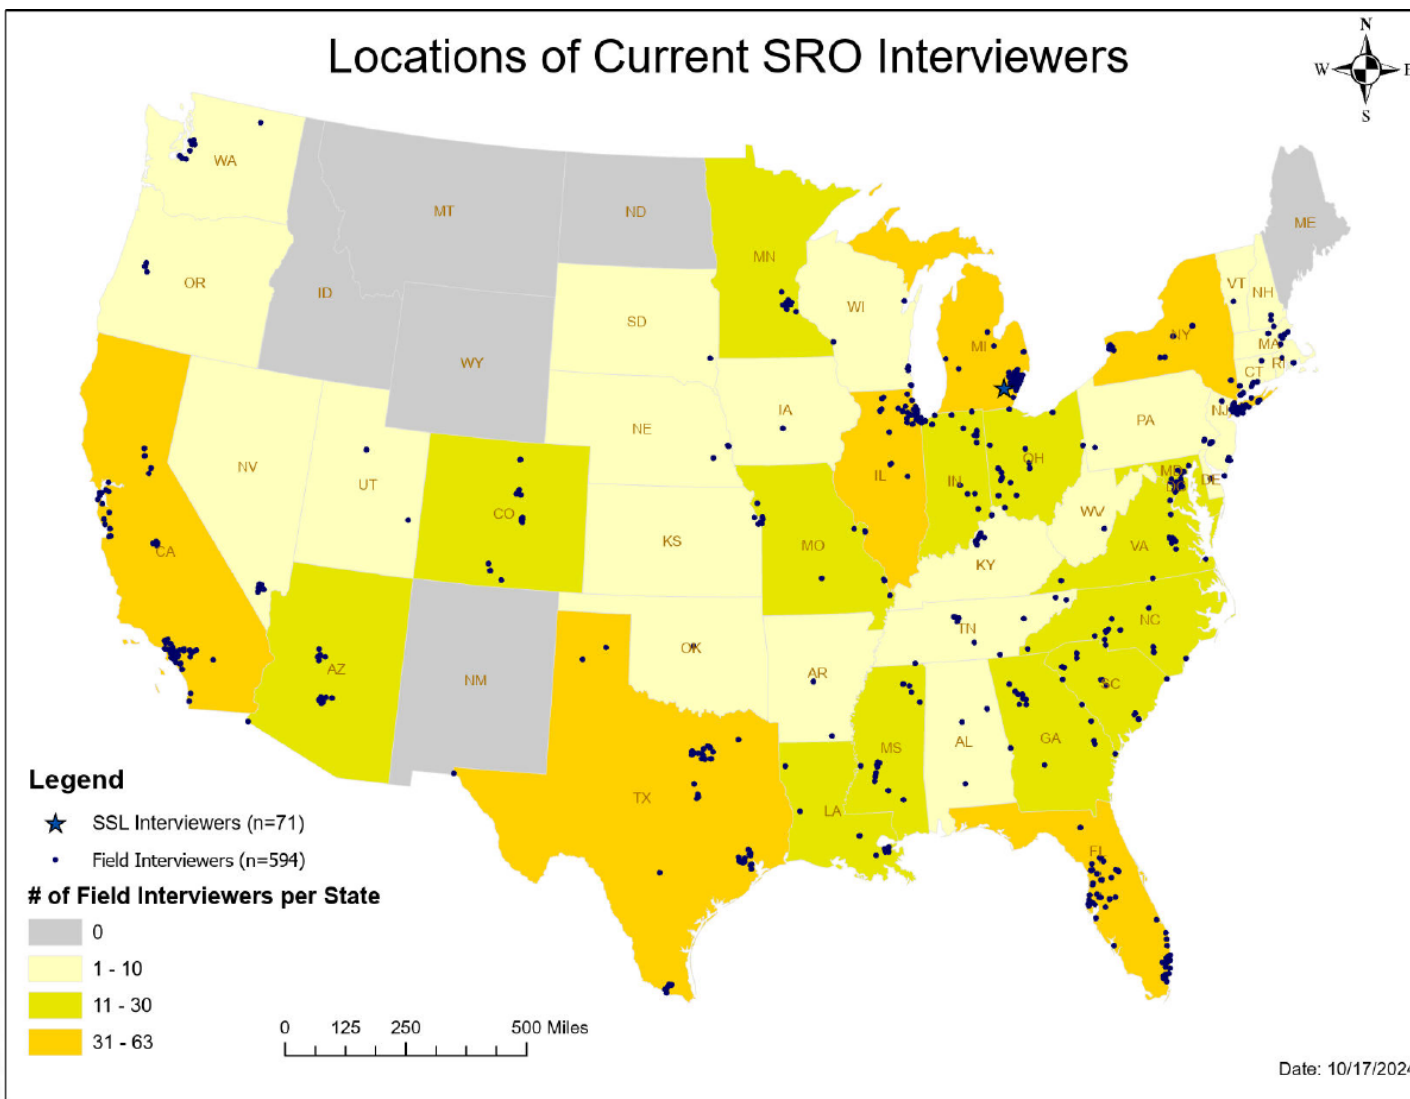 Locations of Current SRO Interviewers
N
W
E
S
WA
MT
ND
ME
OR
ID
MN
VT
NH
SD
WI
MI
NY
MA
WY
CT
RI
IA
PA
NJ
NE
NV
UT
IL
IN
OH
MD
DE
CO
WV
CA
KS
MO
VA
KY
AZ
NM
OK
TN
NC
AR
SC
MS
AL
GA
TX
LA
FL
Legend
SSL Interviewers (n=71)
Field Interviewers (n=594)
# of Field Interviewers per State
0
1 - 10
11 - 30
31 - 63
0 125 250 500 Miles
Date: 10/17/2024